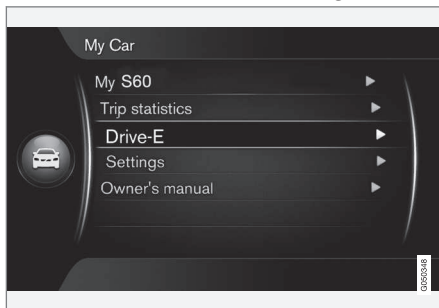 My Car
My S60
Trip statistics
Drive-E
Settings
Owner's manual
G050348